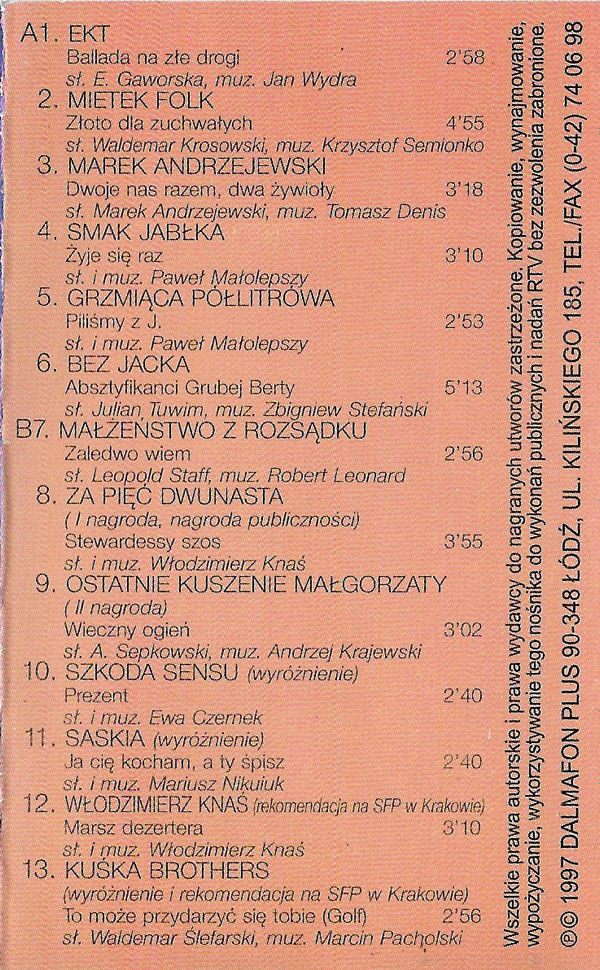 A1. EKT
Ballada na złe drogi 2'58
sł. E. Gaworska, muz. Jan Wydra
2. MIETEK FOLK
Złoto dla zuchwałych 4'55
sł. Waldemar Krosowski, muz. Krzysztof Semionko
3. MAREK ANDRZEJEWSKI
Dwoje nas razem, dwa żywioły 3'18
sł. Marek Andrzejewski, muz. Tomasz Denis
4. SMAK JABŁKA
Żyje się raz 3'10
sł. i muz. Paweł Małolepszy
5. GRZMIĄCA PÓŁLITRÓWA
Piliśmy z J. 2'53
sł. i muz. Paweł Małolepszy
6. BEZ JACKA
Absztyfikanci Grubej Berty 5'13
sł. Julian Tuwim, muz. Zbigniew Stefański
B7. MAŁŻEŃSTWO Z ROZSĄDKU
Zaledwo wiem 2'56
sł. Leopold Staff, muz. Robert Leonard
8. ZA PIĘĆ DWUNASTA
(I nagroda, nagroda publiczności)
Stewardessy szos 3'55
sł. i muz. Włodzimierz Knaś
9. OSTATNIE KUSZENIE MAŁGORZATY
(II nagroda)
Wieczny ogień 3'02
sł. A. Sepkowski, muz. Andrzej Krajewski
10. SZKODA SENSU (wyróżnienie)
Prezent 2'40
sł. i muz. Ewa Czernek
11. SASKIA (wyróżnienie)
Ja cię kocham, a ty śpisz 2'40
sł. i muz. Mariusz Nikuiuk
12. WŁODZIMIERZ KNAŚ (rekomendacja na SFP w Krakowie)
Marsz dezertera 3'10
sł. i muz. Włodzimierz Knaś
13. KUŚKA BROTHERS
(wyróżnienie i rekomendacja na SFP w Krakowie)
To może przydarzyć się tobie (Golf) 2'56
sł. Waldemar Ślefarski, muz. Marcin Pacholski
Wszelkie prawa autorskie i prawa wydawcy do nagranych utworów zastrzeżone. Kopiowanie, wynajmowanie,
wypożyczanie, wykorzystywanie tego nośnika do wykonań publicznych i nadań RTV bez zezwolenia zabronione.
℗© 1997 DALMAFON PLUS 90-348 ŁÓDŹ, UL. KILIŃSKIEGO 185, TEL./FAX (0-42) 74 06 98